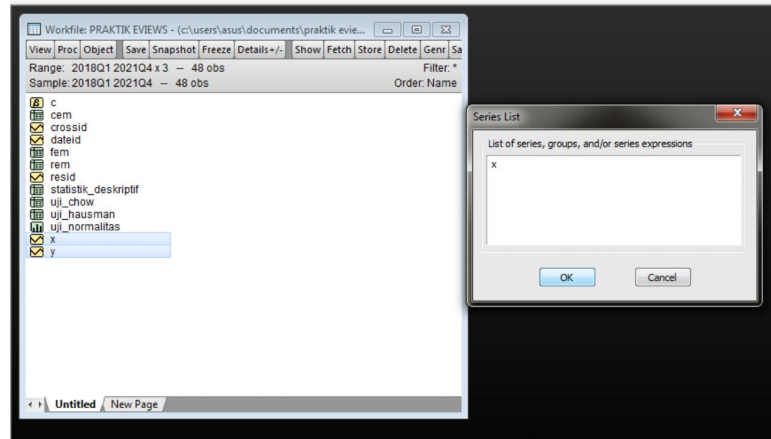 Workfile: PRAKTIK EVIEWS - (c:\users\asus\documents\praktik evie...
View Proc Object Save Snapshot Freeze Details+/- Show Fetch Store Delete Genr Sa
Range: 2018Q1 2021Q4 x 3 -- 48 obs Filter: *
Sample: 2018Q1 2021Q4 -- 48 obs Order: Name
β c
cem
crossid
dateid
fem
rem
resid
statistik_deskriptif
uji_chow
uji_hausman
uji_normalitas
x
y
Untitled New Page
Series List
List of series, groups, and/or series expressions
x
OK Cancel